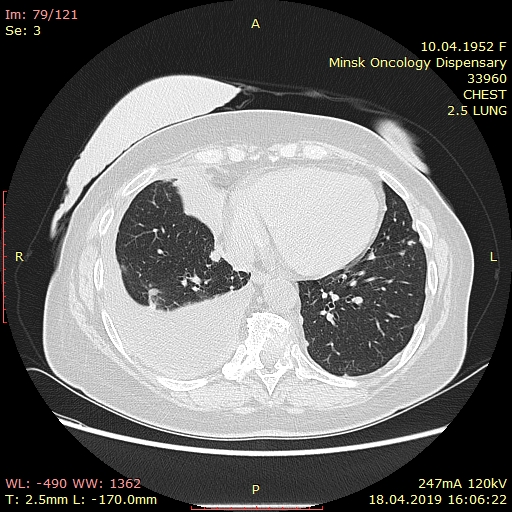 Im: 79/121
Se: 3
A
10.04.1952 F
Minsk Oncology Dispensary
33960
CHEST
2.5 LUNG
R
L
WL: -490 WW: 1362
T: 2.5mm L: -170.0mm
P
247mA 120kV
18.04.2019 16:06:22